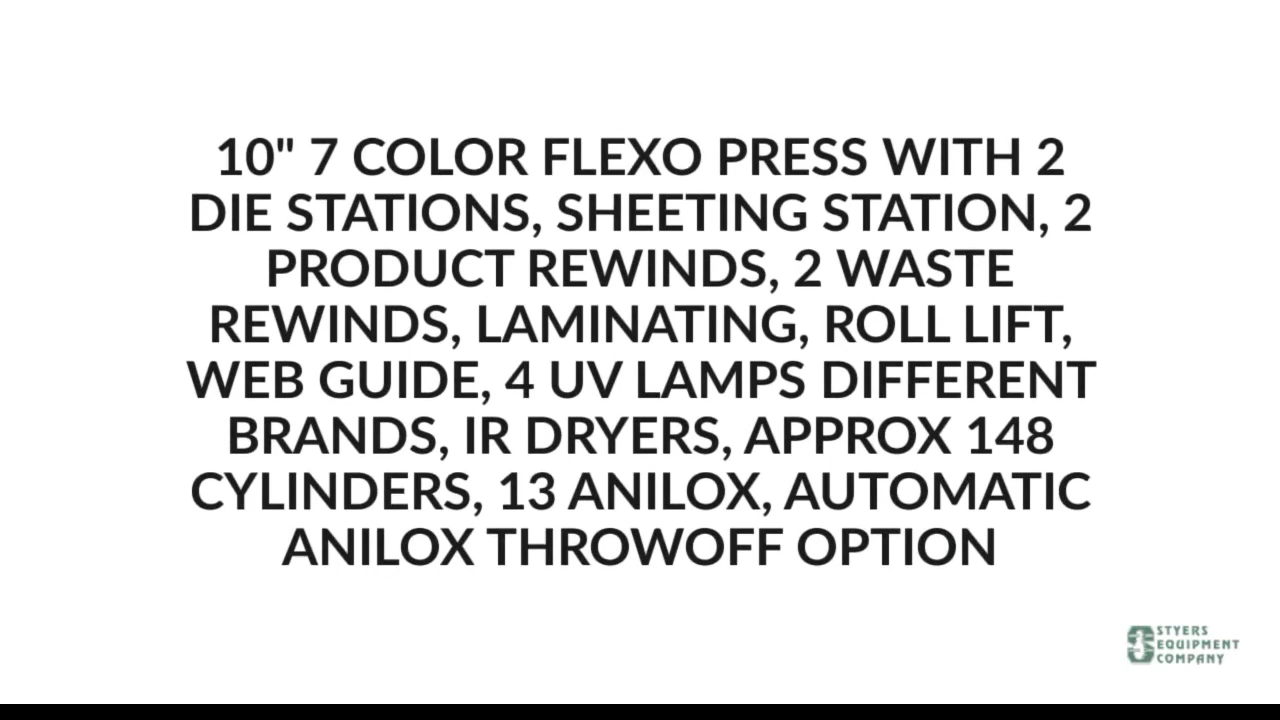 10" 7 COLOR FLEXO PRESS WITH 2
DIE STATIONS, SHEETING STATION, 2
PRODUCT REWINDS, 2 WASTE
REWINDS, LAMINATING, ROLL LIFT,
WEB GUIDE, 4 UV LAMPS DIFFERENT
BRANDS, IR DRYERS, APPROX 148
CYLINDERS, 13 ANILOX, AUTOMATIC
ANILOX THROWOFF OPTION
STYERS
EQUIPMENT
COMPANY